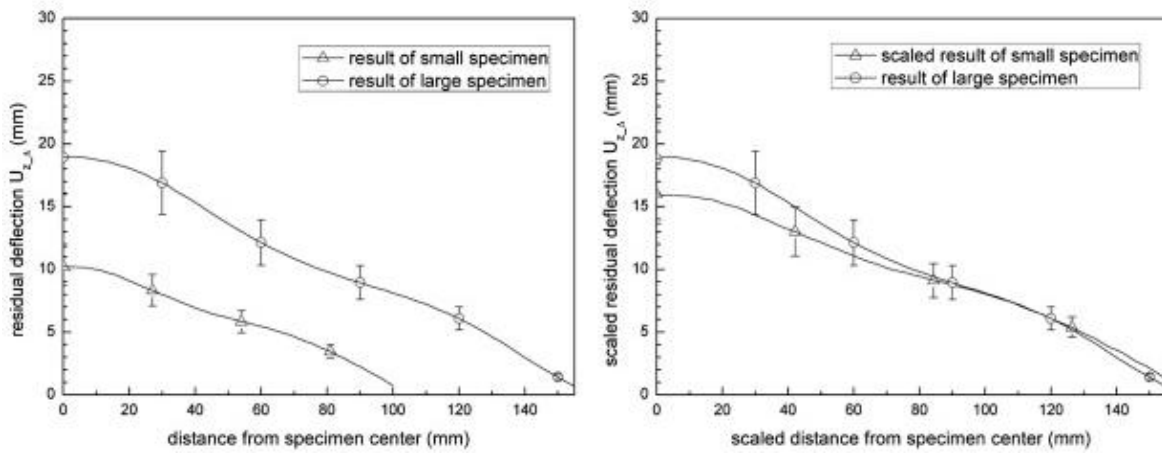 30
25
20
15
10
5
0
residual deflection U_z_Δ (mm)
result of small specimen
result of large specimen
0 20 40 60 80 100 120 140
distance from specimen center (mm)
30
25
20
15
10
5
0
scaled residual deflection U_z_Δ (mm)
scaled result of small specimen
result of large specimen
0 20 40 60 80 100 120 140
scaled distance from specimen center (mm)